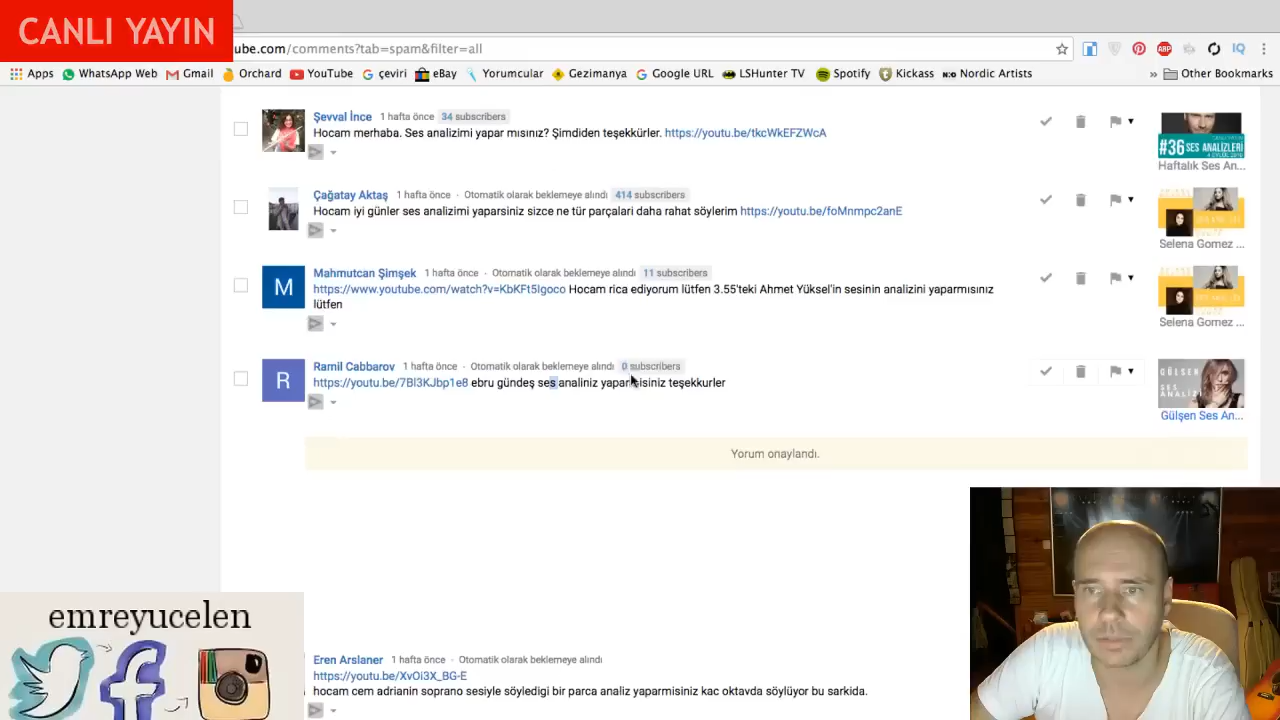 CANLI YAYIN
ube.com/comments?tab=spam&filter=all
Apps WhatsApp Web Gmail Orchard YouTube çeviri eBay Yorumcular Gezimanya Google URL LSHunter TV Spotify Kickass Nordic Artists » Other Bookmarks
Şevval İnce 1 hafta önce 34 subscribers
Hocam merhaba. Ses analizimi yapar mısınız? Şimdiden teşekkürler. https://youtu.be/tkcWkEFZWcA
#36 SES ANALİZLERİ
Haftalık Ses An...
Çağatay Aktaş 1 hafta önce · Otomatik olarak beklemeye alındı 414 subscribers
Hocam iyi günler ses analizimi yaparsiniz sizce ne tür parçalari daha rahat söylerim https://youtu.be/foMnmpc2anE
Selena Gomez ...
Mahmutcan Şimşek 1 hafta önce · Otomatik olarak beklemeye alındı 11 subscribers
https://www.youtube.com/watch?v=KbKFt5Igoco Hocam rica ediyorum lütfen 3.55'teki Ahmet Yüksel'in sesinin analizini yaparmısınız
lütfen
Selena Gomez ...
R
M
Ramil Cabbarov 1 hafta önce · Otomatik olarak beklemeye alındı 0 subscribers
https://youtu.be/7Bl3KJbp1e8 ebru gündeş ses analiniz yaparmisiniz teşekkurler
GÜLŞEN
SES
ANALİZ
Gülşen Ses An...
Yorum onaylandı.
emreyucelen
Eren Arslaner 1 hafta önce · Otomatik olarak beklemeye alındı
https://youtu.be/XvOi3X_BG-E
hocam cem adrianin soprano sesiyle söyledigi bir parca analiz yaparmisiniz kac oktavda söylüyor bu sarkida.